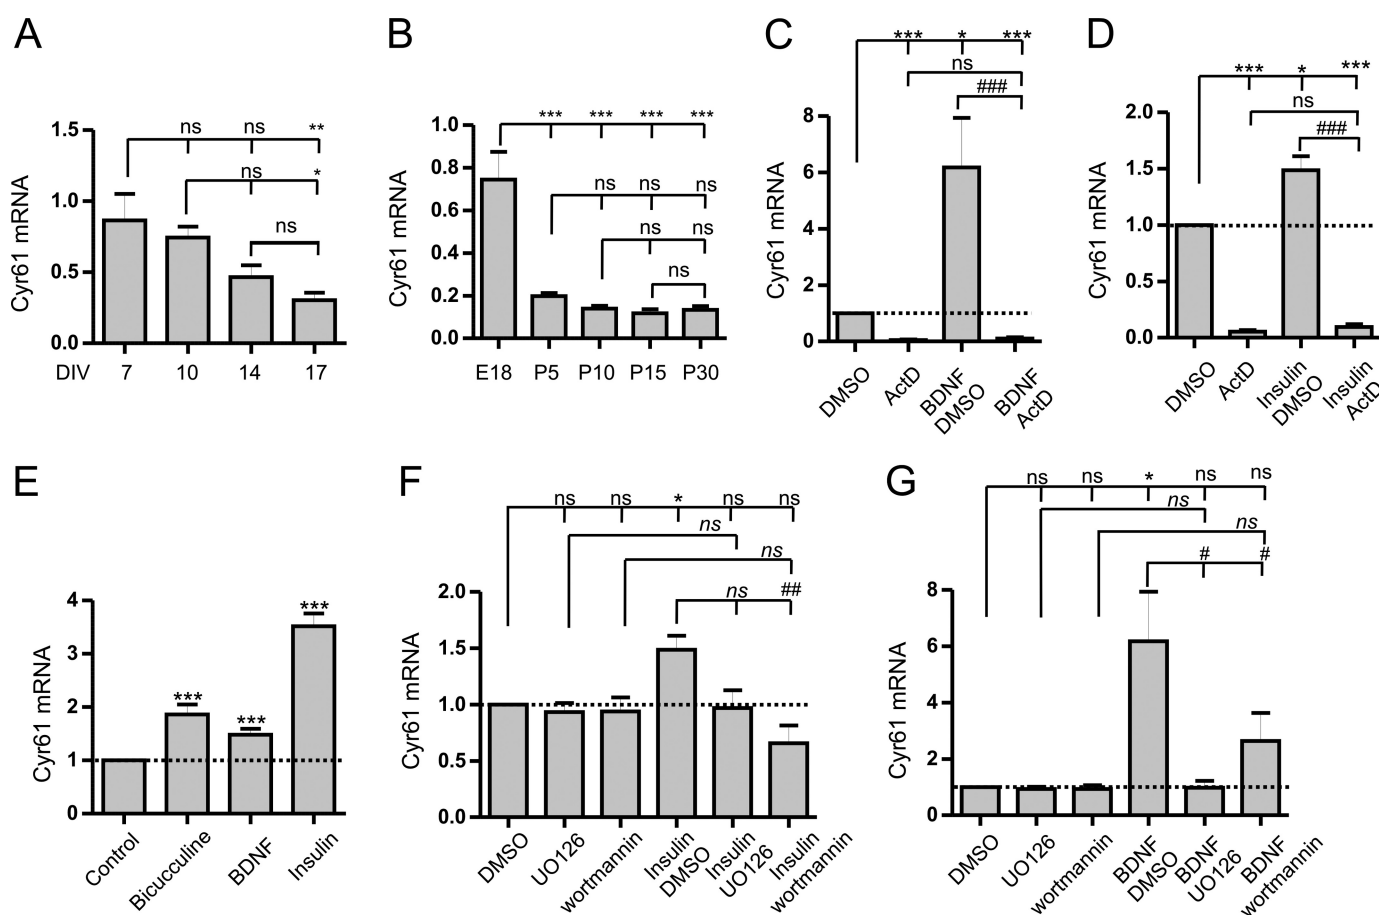 A
Cyr61 mRNA
1.5
1.0
0.5
0.0
ns ns **
ns *
ns
DIV 7 10 14 17
B
Cyr61 mRNA
1.0
0.8
0.6
0.4
0.2
0.0
*** *** *** ***
ns ns ns
ns ns
ns
E18 P5 P10 P15 P30
C
Cyr61 mRNA
8
6
4
2
0
*** * ***
ns
###
DMSO
ActD
BDNF
DMSO
BDNF
ActD
D
Cyr61 mRNA
2.0
1.5
1.0
0.5
0.0
*** * ***
ns
###
DMSO
ActD
Insulin
DMSO
Insulin
ActD
E
Cyr61 mRNA
4
3
2
1
0
***
***
***
Control
Bicucculine
BDNF
Insulin
F
Cyr61 mRNA
2.0
1.5
1.0
0.5
0.0
ns ns * ns ns
ns
ns
ns ##
DMSO
UO126
wortmannin
Insulin
DMSO
Insulin
UO126
Insulin
wortmannin
G
Cyr61 mRNA
8
6
4
2
0
ns ns * ns ns
ns
ns
# #
DMSO
UO126
wortmannin
BDNF
DMSO
BDNF
UO126
BDNF
wortmannin